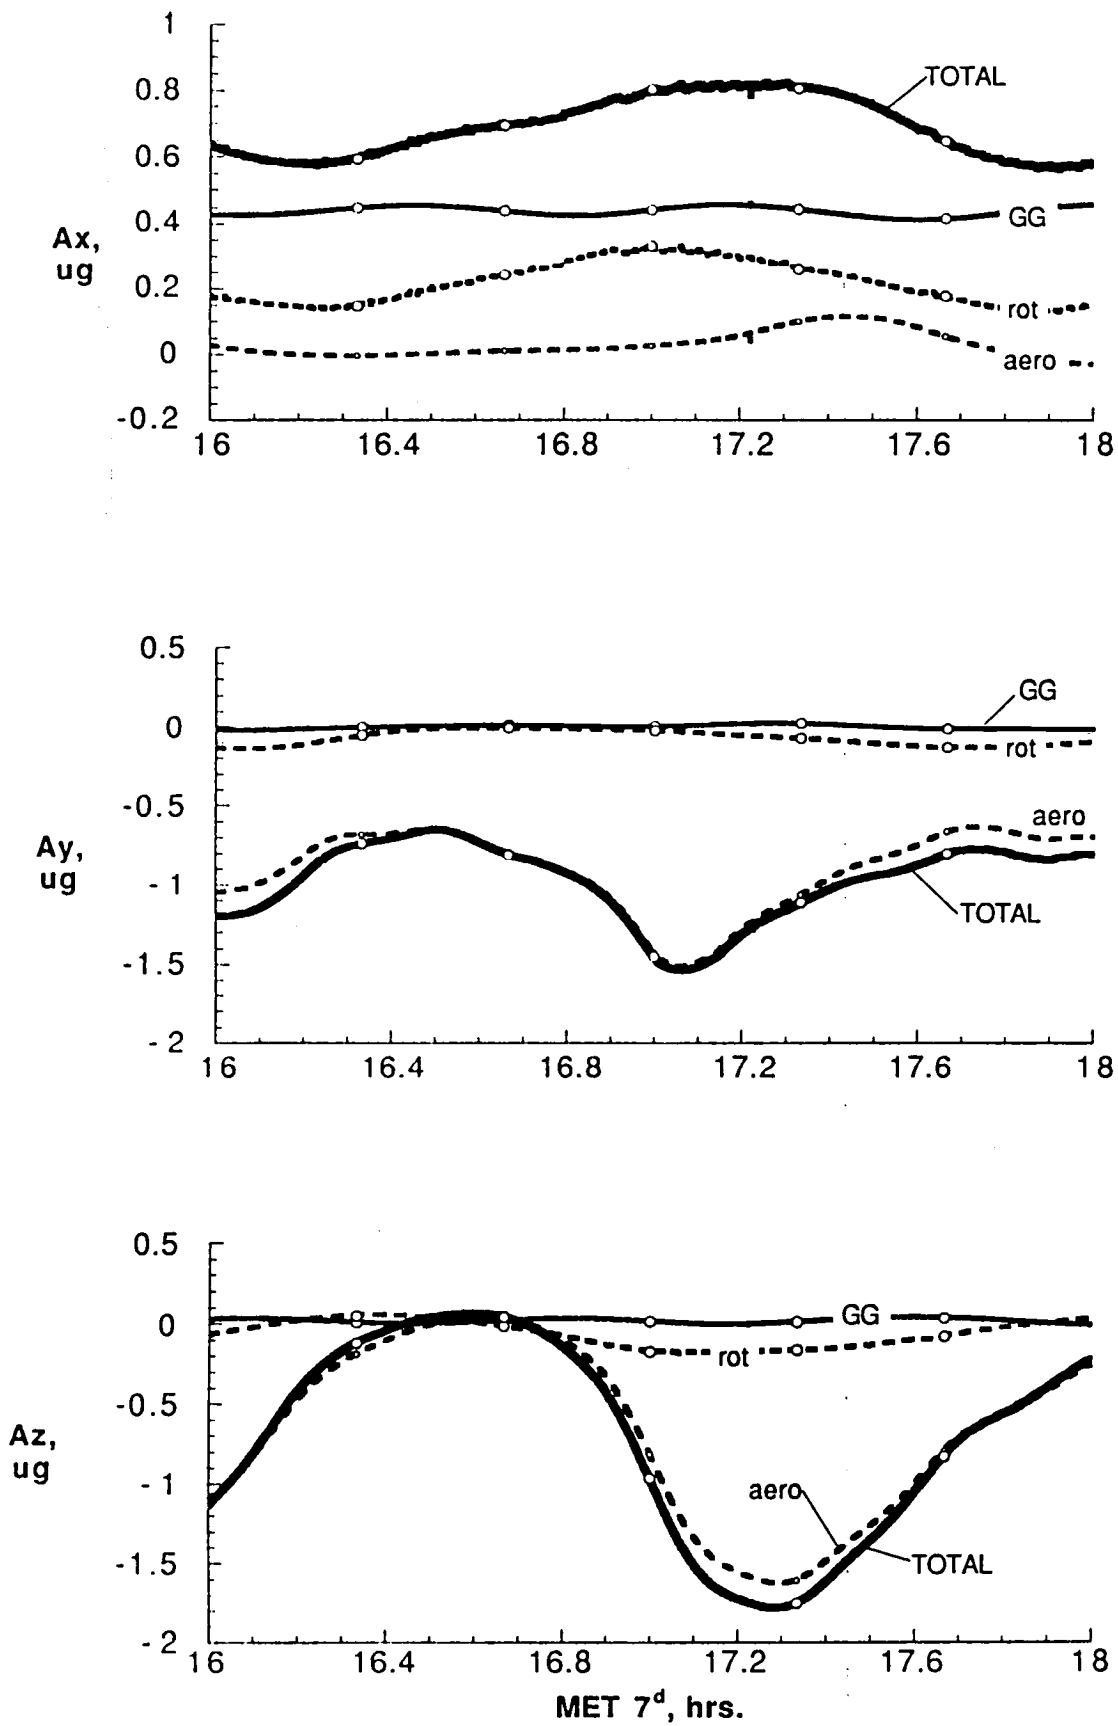 1
0.8
0.6
0.4
0.2
0
-0.2
Ax,
ug
TOTAL
GG
rot
aero
16 16.4 16.8 17.2 17.6 18
0.5
0
-0.5
- 1
-1.5
- 2
Ay,
ug
GG
rot
aero
TOTAL
16 16.4 16.8 17.2 17.6 18
0.5
0
-0.5
- 1
-1.5
- 2
Az,
ug
GG
rot
aero
TOTAL
16 16.4 16.8 17.2 17.6 18
MET 7ᵈ, hrs.